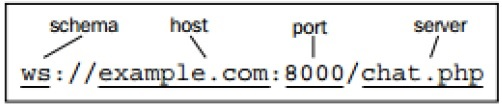 schema host port server
ws://example.com:8000/chat.php